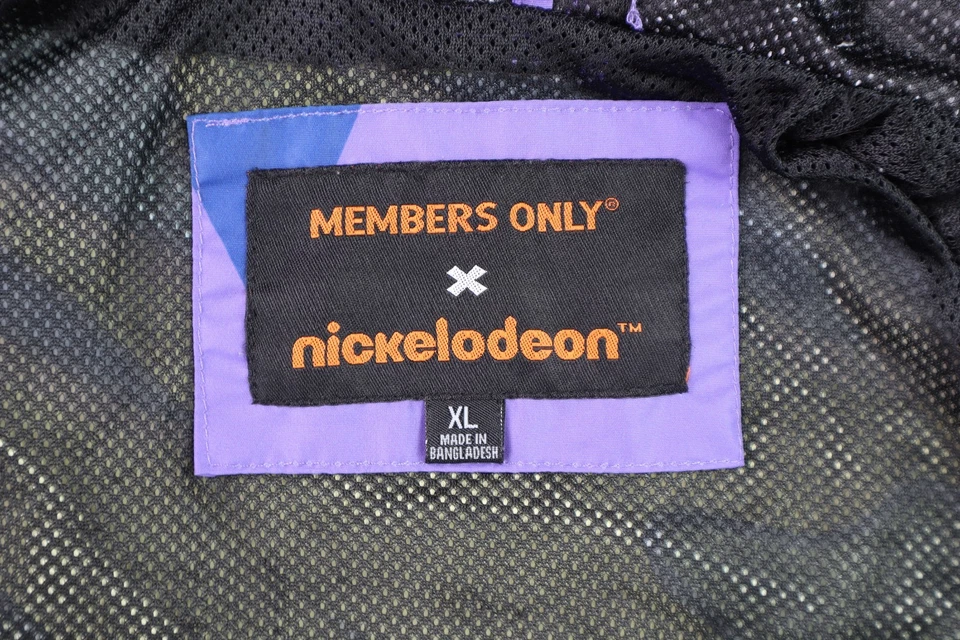 MEMBERS ONLY®
×
nickelodeon™
XL
MADE IN
BANGLADESH